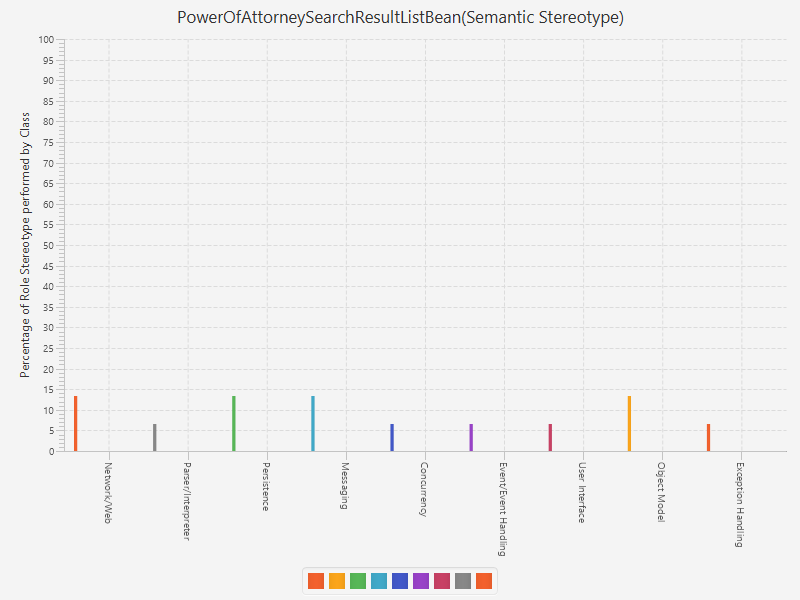 PowerOfAttorneySearchResultListBean(Semantic Stereotype)
Percentage of Role Stereotype performed by Class
100
95
90
85
80
75
70
65
60
55
50
45
40
35
30
25
20
15
10
5
0
Network/Web
Parser/Interpreter
Persistence
Messaging
Concurrency
Event/Event Handling
User Interface
Object Model
Exception Handling